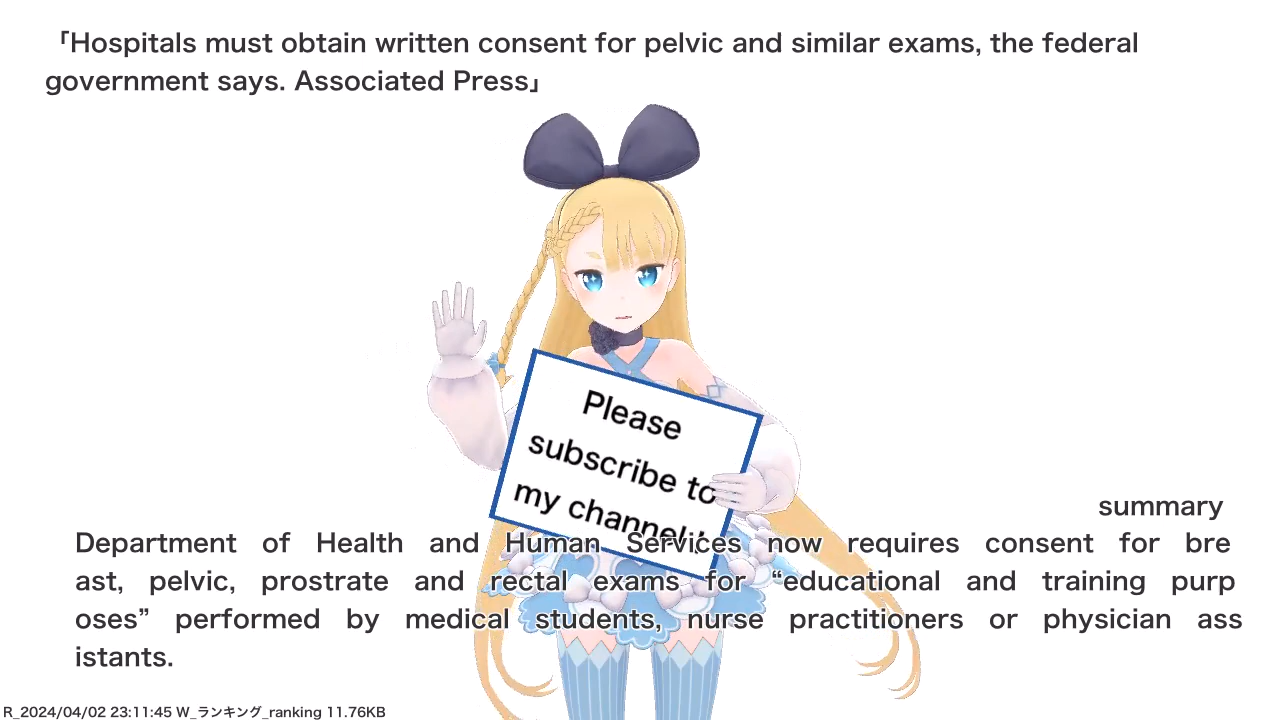 「Hospitals must obtain written consent for pelvic and similar exams, the federal
government says. Associated Press」
Please
subscribe to
my channel!
summary
Department of Health and Human Services now requires consent for bre
ast, pelvic, prostrate and rectal exams for “educational and training purp
oses” performed by medical students, nurse practitioners or physician ass
istants.
R_2024/04/02 23:11:45 W_ランキング_ranking 11.76KB